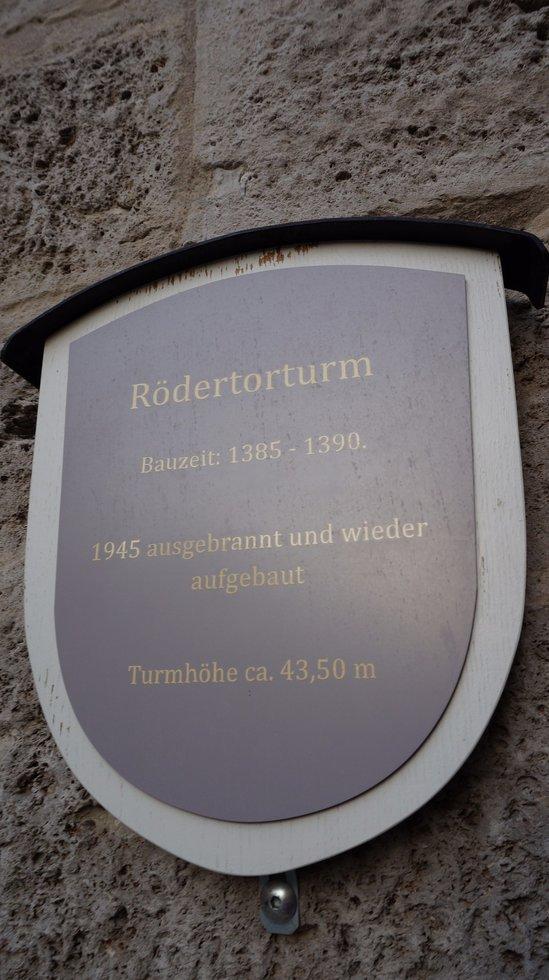 Rödertorturm
Bauzeit: 1385 - 1390.
1945 ausgebrannt und wieder
aufgebaut
Turmhöhe ca. 43,50 m